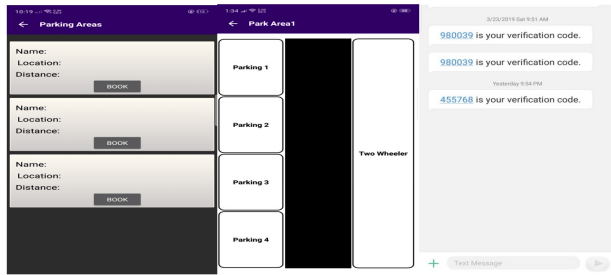 10:19
Parking Areas
Name:
Location:
Distance:
BOOK
Name:
Location:
Distance:
BOOK
Name:
Location:
Distance:
BOOK
1:34
Park Area1
Parking 1
Parking 2
Parking 3
Parking 4
Two Wheeler
3/23/2019 Sat 9:51 AM
980039 is your verification code.
980039 is your verification code.
Yesterday 9:54 PM
455768 is your verification code.
Text Message